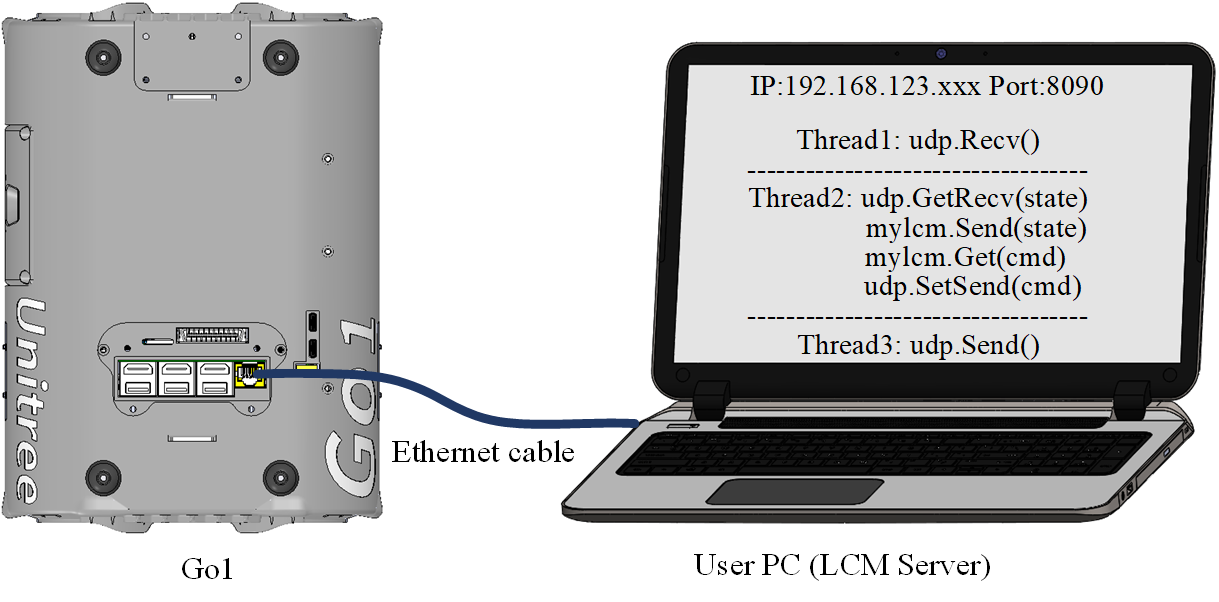 IP:192.168.123.xxx Port:8090
Thread1: udp.Recv()
-----------------------------------
Thread2: udp.GetRecv(state)
mylcm.Send(state)
mylcm.Get(cmd)
udp.SetSend(cmd)
-----------------------------------
Thread3: udp.Send()
Unitree
Go1
Ethernet cable
Go1
User PC (LCM Server)